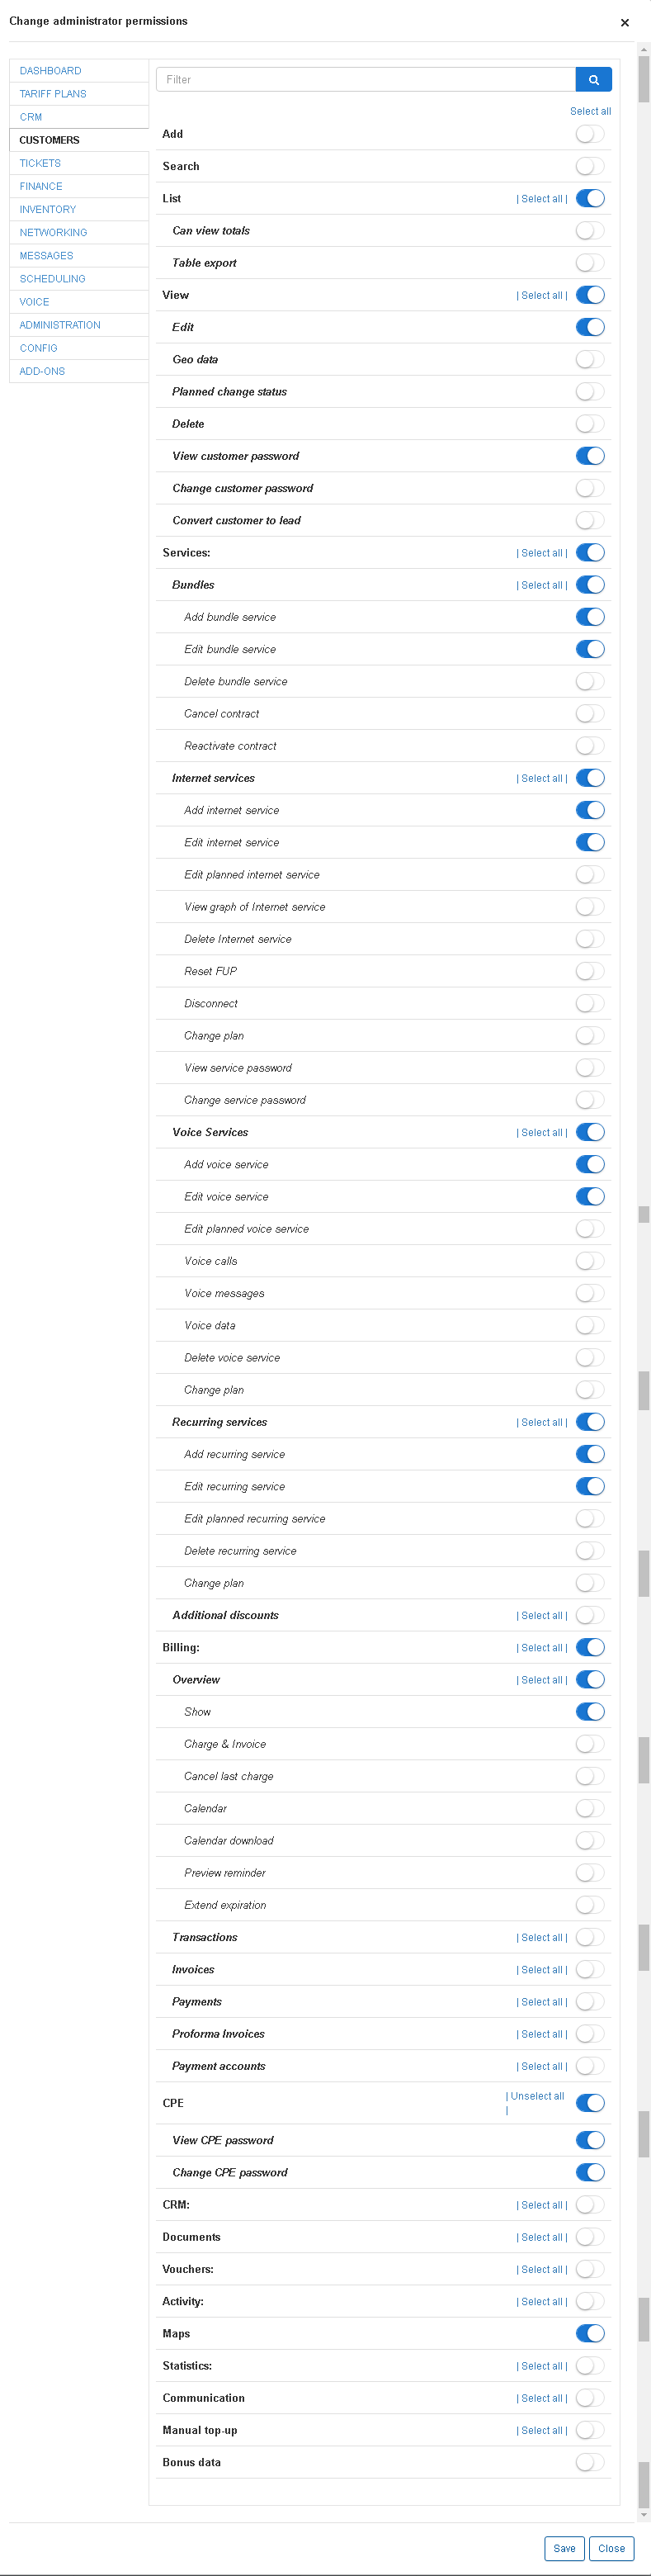 Change administrator permissions
×
DASHBOARD
TARIFF PLANS
CRM
CUSTOMERS
TICKETS
FINANCE
INVENTORY
NETWORKING
MESSAGES
SCHEDULING
VOICE
ADMINISTRATION
CONFIG
ADD-ONS
Filter
Select all
Add
Search
List | Select all |
Can view totals
Table export
View | Select all |
Edit
Geo data
Planned change status
Delete
View customer password
Change customer password
Convert customer to lead
Services: | Select all |
Bundles | Select all |
Add bundle service
Edit bundle service
Delete bundle service
Cancel contract
Reactivate contract
Internet services | Select all |
Add internet service
Edit internet service
Edit planned internet service
View graph of Internet service
Delete Internet service
Reset FUP
Disconnect
Change plan
View service password
Change service password
Voice Services | Select all |
Add voice service
Edit voice service
Edit planned voice service
Voice calls
Voice messages
Voice data
Delete voice service
Change plan
Recurring services | Select all |
Add recurring service
Edit recurring service
Edit planned recurring service
Delete recurring service
Change plan
Additional discounts | Select all |
Billing: | Select all |
Overview | Select all |
Show
Charge & Invoice
Cancel last charge
Calendar
Calendar download
Preview reminder
Extend expiration
Transactions | Select all |
Invoices | Select all |
Payments | Select all |
Proforma Invoices | Select all |
Payment accounts | Select all |
CPE | Unselect all
|
View CPE password
Change CPE password
CRM: | Select all |
Documents | Select all |
Vouchers: | Select all |
Activity: | Select all |
Maps
Statistics: | Select all |
Communication | Select all |
Manual top-up | Select all |
Bonus data
Save Close